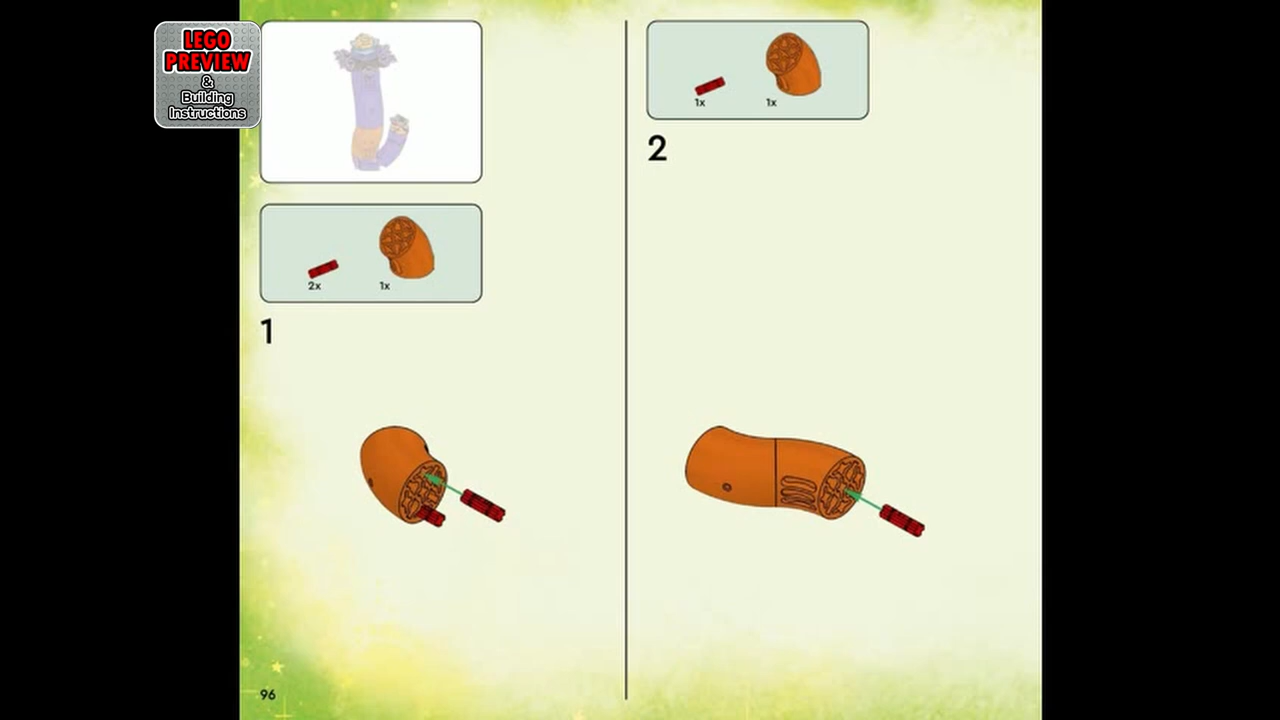 LEGO
PREVIEW
&
Building
Instructions
2x
1x
1
1x
1x
2
96